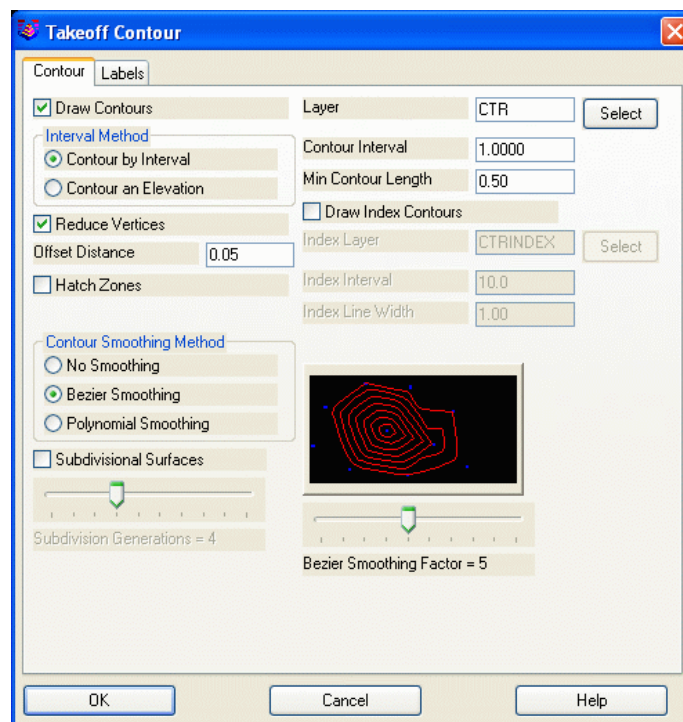 Takeoff Contour
Contour
Labels
Draw Contours
Layer
CTR
Select
Interval Method
Contour by Interval
Contour an Elevation
Contour Interval
1.0000
Min Contour Length
0.50
Reduce Vertices
Draw Index Contours
Offset Distance
0.05
Index Layer
CTRINDEX
Select
Hatch Zones
Index Interval
10.0
Index Line Width
1.00
Contour Smoothing Method
No Smoothing
Bezier Smoothing
Polynomial Smoothing
Subdivisional Surfaces
Subdivision Generations = 4
Bezier Smoothing Factor = 5
OK
Cancel
Help